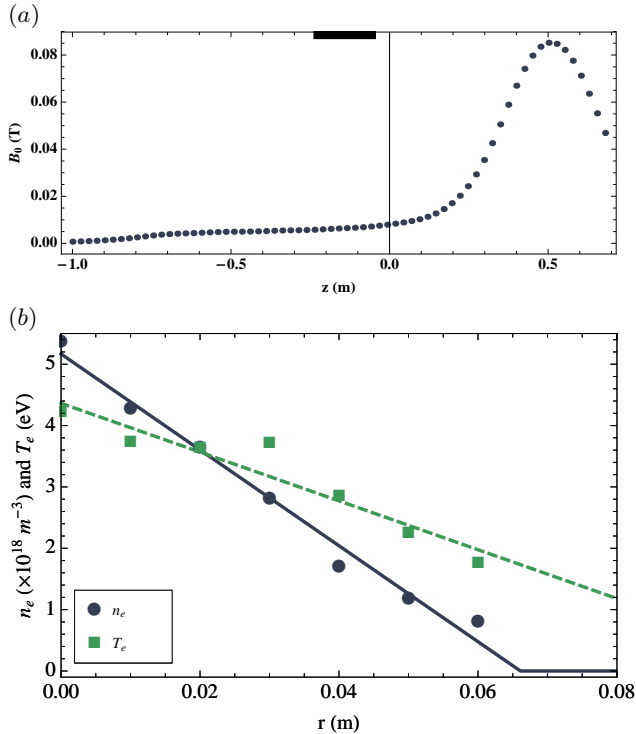 (a)
0.08
0.06
0.04
0.02
0.00
B₀ (T)
−1.0 −0.5 0.0 0.5
z (m)
(b)
5
4
3
2
1
0
nₑ (×10¹⁸ m⁻³) and Tₑ (eV)
nₑ
Tₑ
0.00 0.02 0.04 0.06 0.08
r (m)